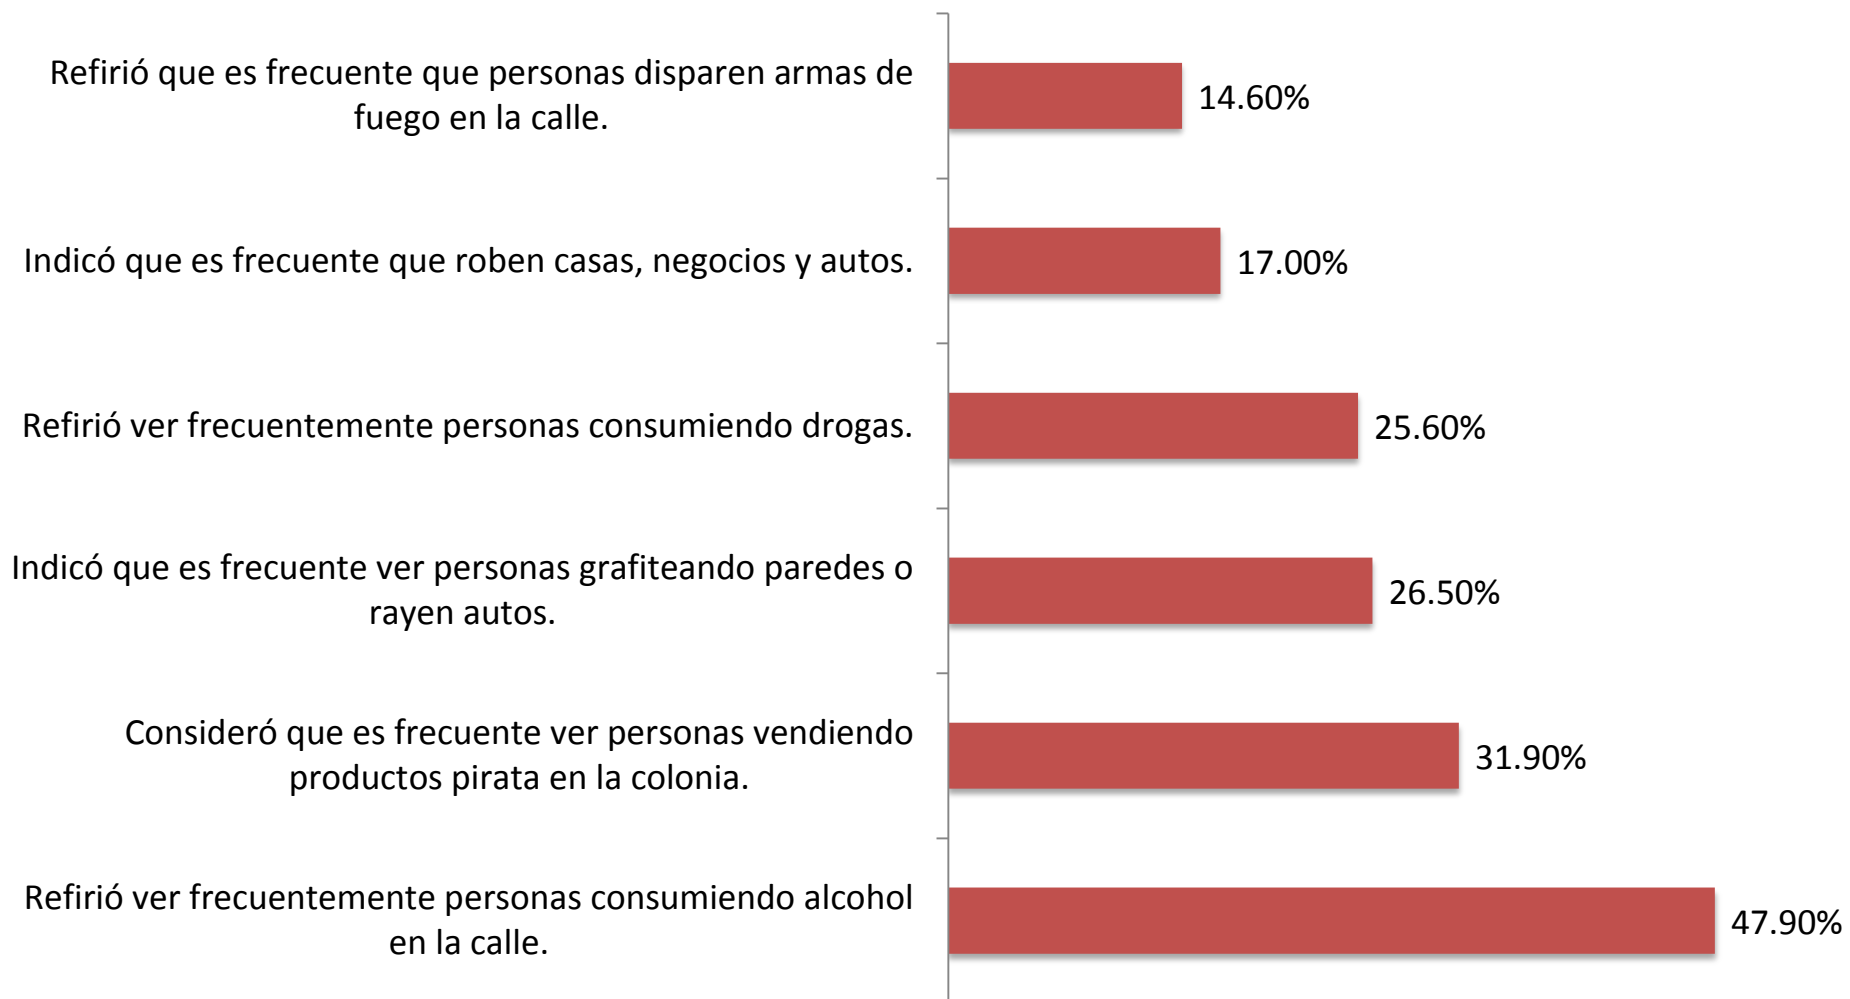 Refirió que es frecuente que personas disparen armas de
fuego en la calle.
14.60%
Indicó que es frecuente que roben casas, negocios y autos.
17.00%
Refirió ver frecuentemente personas consumiendo drogas.
25.60%
Indicó que es frecuente ver personas grafiteando paredes o
rayen autos.
26.50%
Consideró que es frecuente ver personas vendiendo
productos pirata en la colonia.
31.90%
Refirió ver frecuentemente personas consumiendo alcohol
en la calle.
47.90%